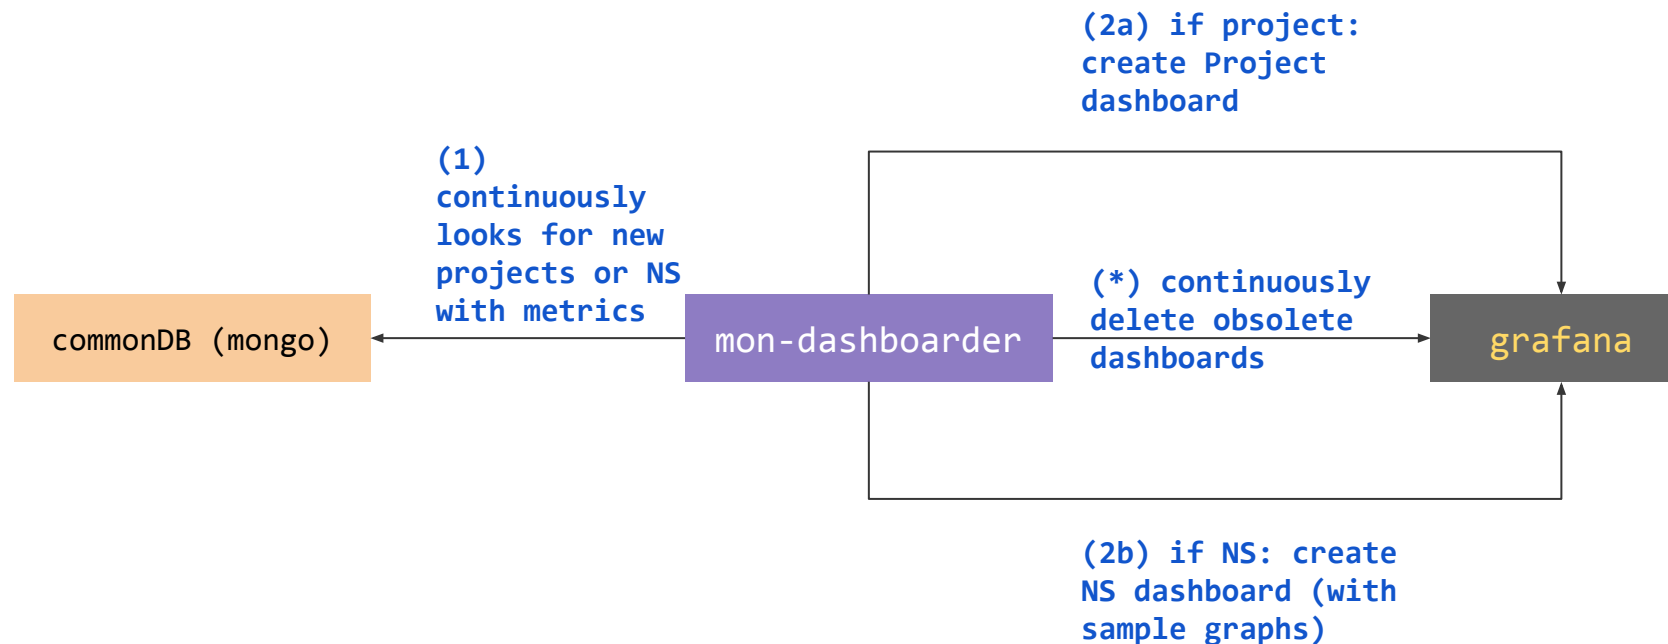 (2a) if project:
create Project
dashboard
(1)
continuously
looks for new
projects or NS
with metrics
(*) continuously
delete obsolete
dashboards
commonDB (mongo)
mon-dashboarder
grafana
(2b) if NS: create
NS dashboard (with
sample graphs)